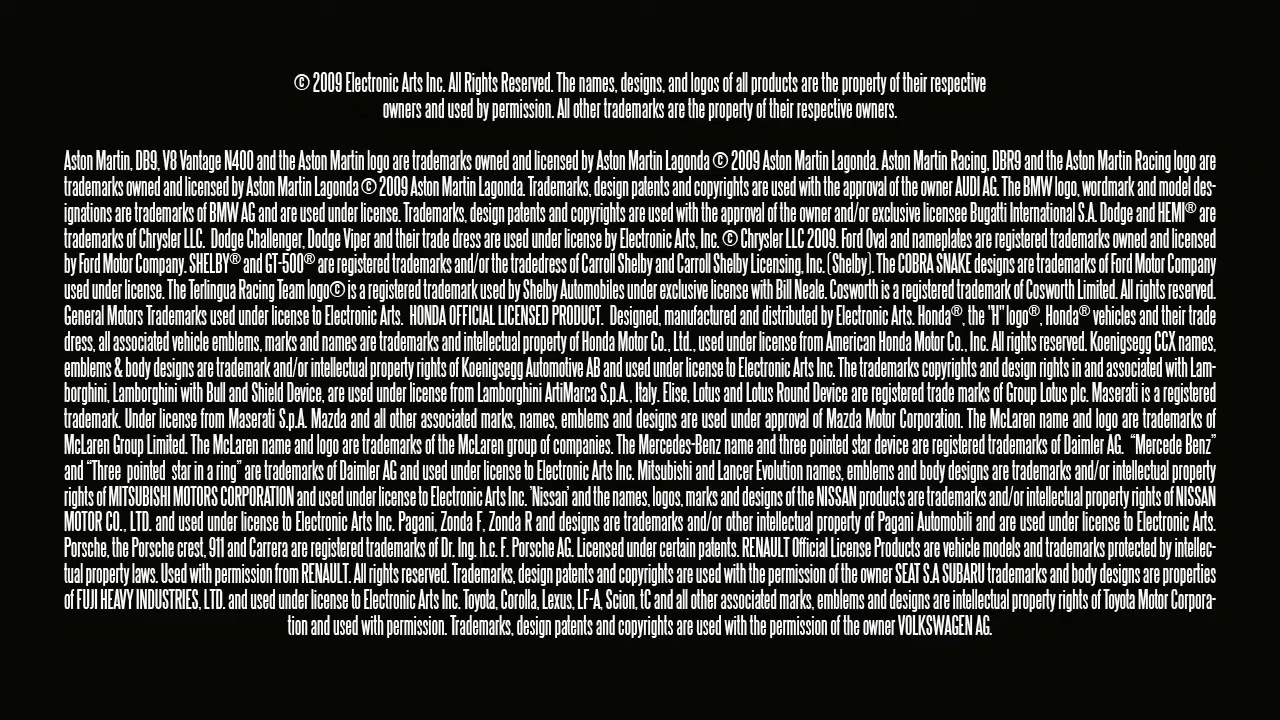 © 2009 Electronic Arts Inc. All Rights Reserved. The names, designs, and logos of all products are the property of their respective
owners and used by permission. All other trademarks are the property of their respective owners.
Aston Martin, DB9, V8 Vantage N400 and the Aston Martin logo are trademarks owned and licensed by Aston Martin Lagonda © 2009 Aston Martin Lagonda. Aston Martin Racing, DBR9 and the Aston Martin Racing logo are
trademarks owned and licensed by Aston Martin Lagonda © 2009 Aston Martin Lagonda. Trademarks, design patents and copyrights are used with the approval of the owner AUDI AG. The BMW logo, wordmark and model des-
ignations are trademarks of BMW AG and are used under license. Trademarks, design patents and copyrights are used with the approval of the owner and/or exclusive licensee Bugatti International S.A. Dodge and HEMI® are
trademarks of Chrysler LLC.  Dodge Challenger, Dodge Viper and their trade dress are used under license by Electronic Arts, Inc. © Chrysler LLC 2009. Ford Oval and nameplates are registered trademarks owned and licensed
by Ford Motor Company. SHELBY® and GT-500® are registered trademarks and/or the tradedress of Carroll Shelby and Carroll Shelby Licensing, Inc. (Shelby). The COBRA SNAKE designs are trademarks of Ford Motor Company
used under license. The Terlingua Racing Team logo© is a registered trademark used by Shelby Automobiles under exclusive license with Bill Neale. Cosworth is a registered trademark of Cosworth Limited. All rights reserved.
General Motors Trademarks used under license to Electronic Arts.  HONDA OFFICIAL LICENSED PRODUCT.  Designed, manufactured and distributed by Electronic Arts. Honda®, the "H" logo®, Honda® vehicles and their trade
dress, all associated vehicle emblems, marks and names are trademarks and intellectual property of Honda Motor Co., Ltd., used under license from American Honda Motor Co., Inc. All rights reserved. Koenigsegg CCX names,
emblems & body designs are trademark and/or intellectual property rights of Koenigsegg Automotive AB and used under license to Electronic Arts Inc. The trademarks copyrights and design rights in and associated with Lam-
borghini, Lamborghini with Bull and Shield Device, are used under license from Lamborghini ArtiMarca S.p.A., Italy. Elise, Lotus and Lotus Round Device are registered trade marks of Group Lotus plc. Maserati is a registered
trademark. Under license from Maserati S.p.A. Mazda and all other associated marks, names, emblems and designs are used under approval of Mazda Motor Corporation. The McLaren name and logo are trademarks of
McLaren Group Limited. The McLaren name and logo are trademarks of the McLaren group of companies. The Mercedes-Benz name and three pointed star device are registered trademarks of Daimler AG.  “Mercede Benz”
and “Three  pointed  star in a ring” are trademarks of Daimler AG and used under license to Electronic Arts Inc. Mitsubishi and Lancer Evolution names, emblems and body designs are trademarks and/or intellectual property
rights of MITSUBISHI MOTORS CORPORATION and used under license to Electronic Arts Inc. 'Nissan' and the names, logos, marks and designs of the NISSAN products are trademarks and/or intellectual property rights of NISSAN
MOTOR CO., LTD. and used under license to Electronic Arts Inc. Pagani, Zonda F, Zonda R and designs are trademarks and/or other intellectual property of Pagani Automobili and are used under license to Electronic Arts.
Porsche, the Porsche crest, 911 and Carrera are registered trademarks of Dr. Ing. h.c. F. Porsche AG. Licensed under certain patents. RENAULT Official License Products are vehicle models and trademarks protected by intellec-
tual property laws. Used with permission from RENAULT. All rights reserved. Trademarks, design patents and copyrights are used with the permission of the owner SEAT S.A SUBARU trademarks and body designs are properties
of FUJI HEAVY INDUSTRIES, LTD. and used under license to Electronic Arts Inc. Toyota, Corolla, Lexus, LF-A, Scion, tC and all other associated marks, emblems and designs are intellectual property rights of Toyota Motor Corpora-
tion and used with permission. Trademarks, design patents and copyrights are used with the permission of the owner VOLKSWAGEN AG.